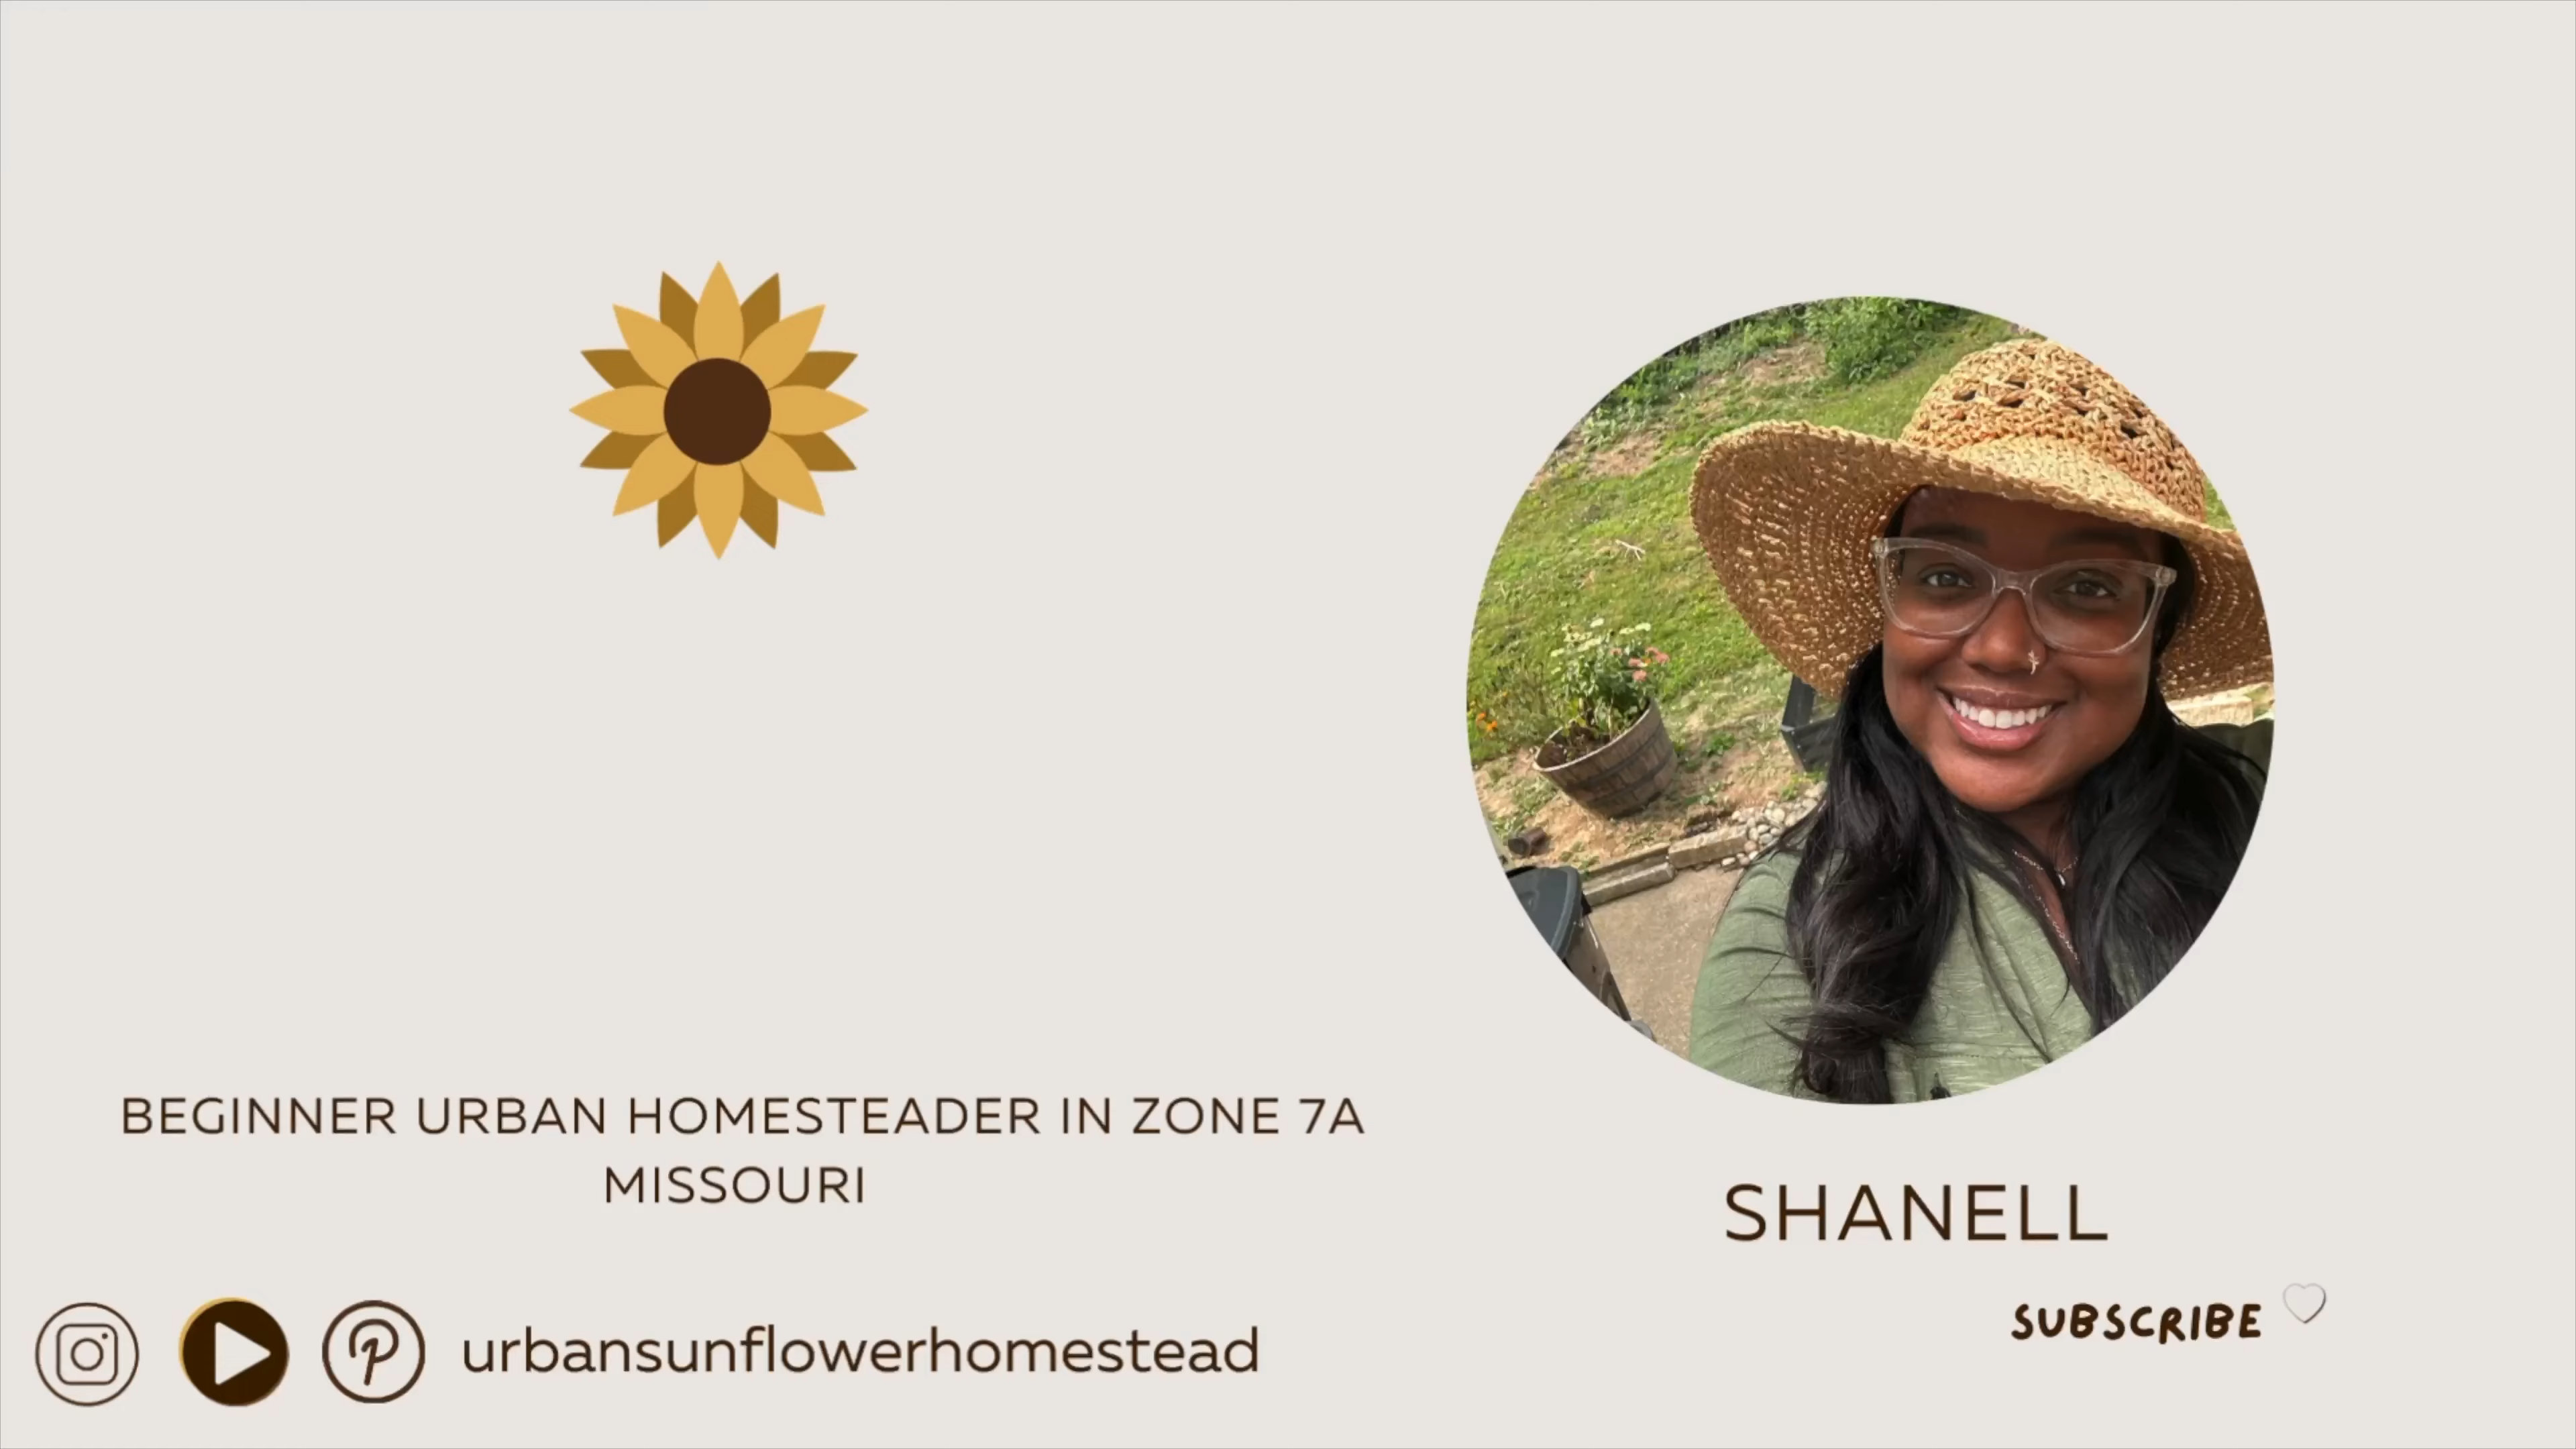 BEGINNER URBAN HOMESTEADER IN ZONE 7A
MISSOURI
urbansunflowerhomestead
SHANELL
SUBSCRIBE